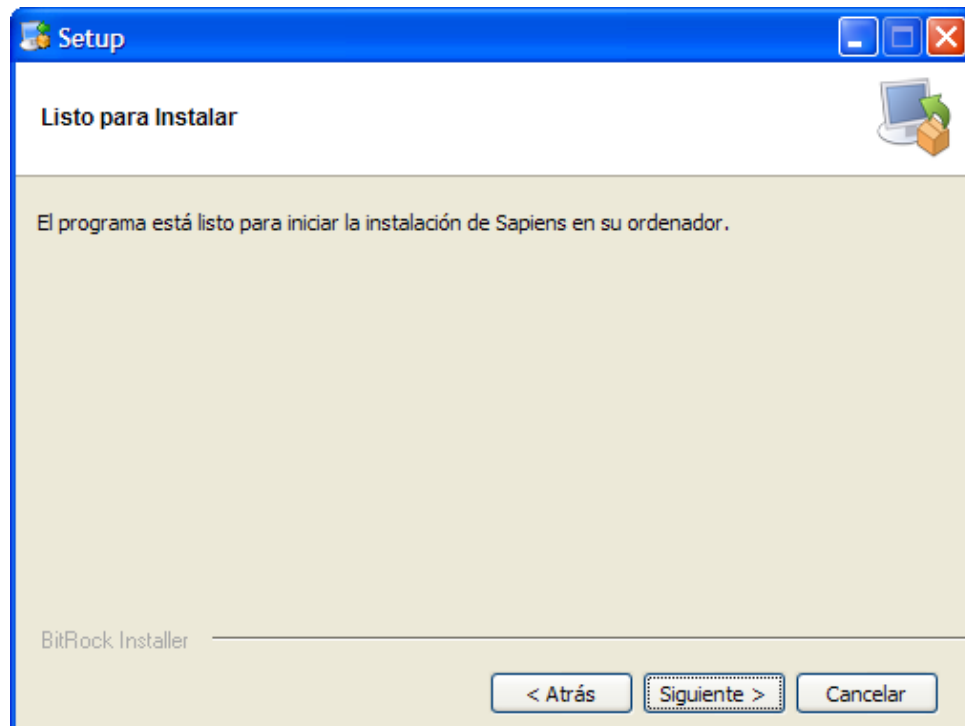 Setup
Listo para Instalar
El programa está listo para iniciar la instalación de Sapiens en su ordenador.
BitRock Installer
< Atrás
Siguiente >
Cancelar